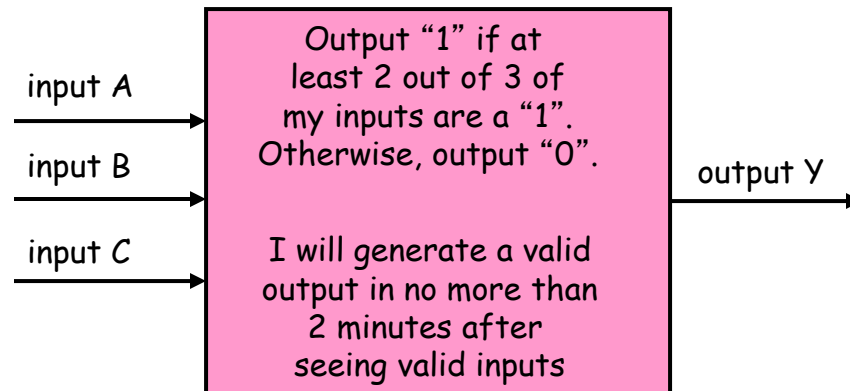 Output “1” if at
least 2 out of 3 of
my inputs are a “1”.
Otherwise, output “0”.
input A
input B
input C
output Y
I will generate a valid
output in no more than
2 minutes after
seeing valid inputs